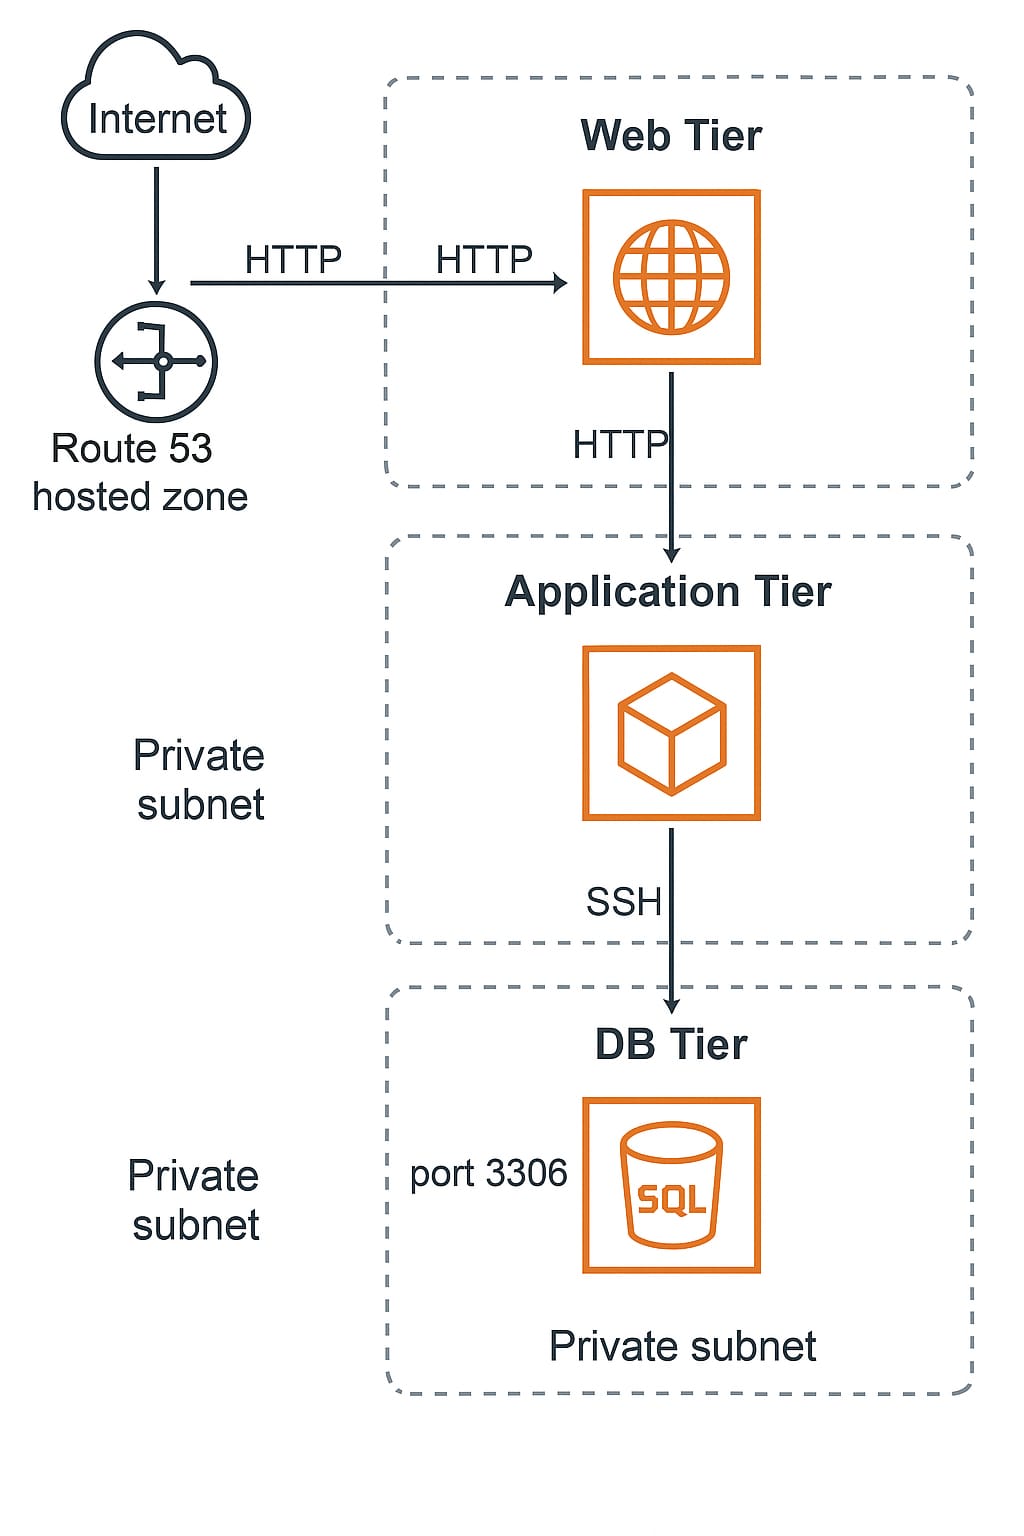 Internet
Web Tier
HTTP HTTP
Route 53
hosted zone
HTTP
Application Tier
Private
subnet
SSH
DB Tier
Private
subnet
port 3306
SQL
Private subnet